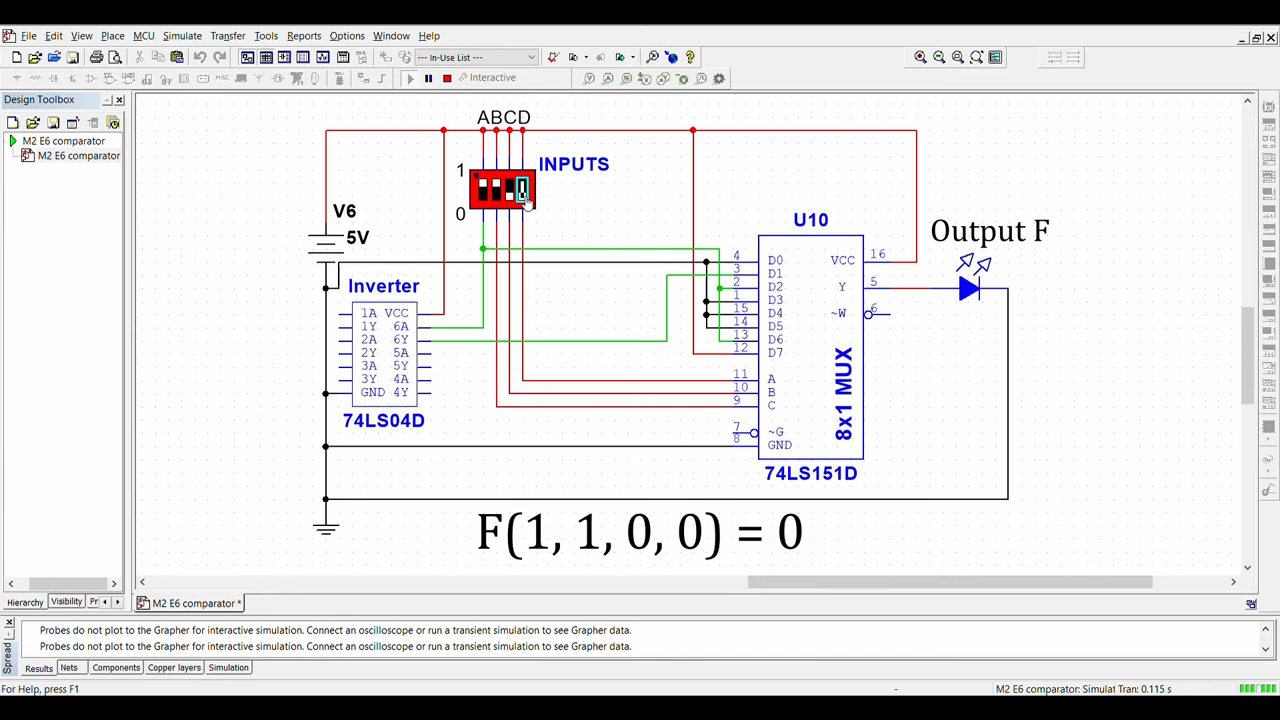 File Edit View Place MCU Simulate Transfer Tools Reports Options Window Help
--- In-Use List ---
Interactive
Design Toolbox
M2 E6 comparator
M2 E6 comparator
ABCD
1
INPUTS
0
V6
5V
Inverter
1A VCC
1Y 6A
2A 6Y
2Y 5A
3A 5Y
3Y 4A
GND 4Y
74LS04D
U10
4 D0 VCC 16
3 D1
2 D2 Y 5
1 D3
15 D4 ~W 6
14 D5
13 D6
12 D7
11 A
10 B
9 C
7 ~G
8 GND
8x1 MUX
74LS151D
Output F
F(1, 1, 0, 0) = 0
Hierarchy Visibility Pr
M2 E6 comparator *
Spread
Probes do not plot to the Grapher for interactive simulation. Connect an oscilloscope or run a transient simulation to see Grapher data.
Probes do not plot to the Grapher for interactive simulation. Connect an oscilloscope or run a transient simulation to see Grapher data.
Results Nets Components Copper layers Simulation
For Help, press F1
-
M2 E6 comparator: Simulat Tran: 0.115 s